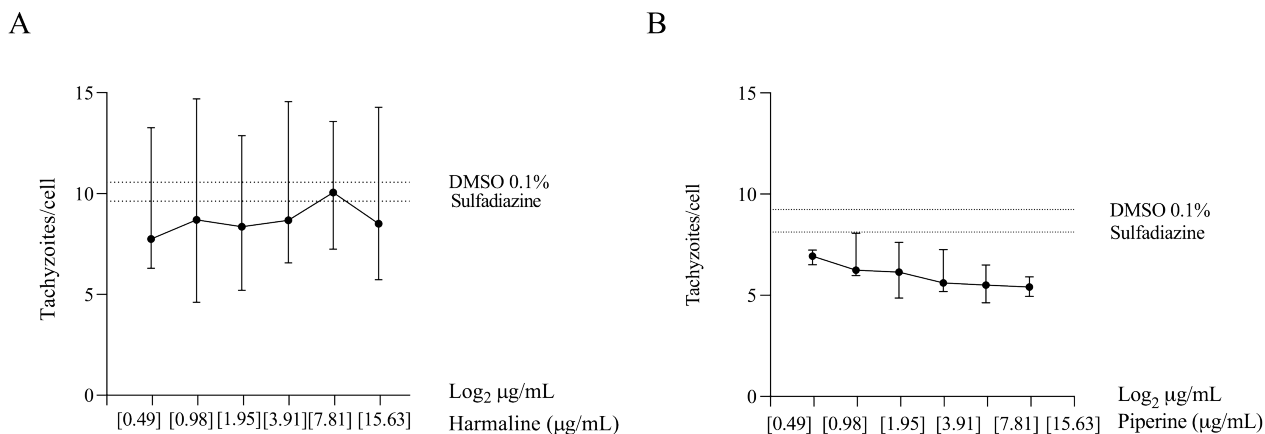 A
15
10
5
0
Tachyzoites/cell
DMSO 0.1%
Sulfadiazine
Log₂ μg/mL
[0.49] [0.98] [1.95] [3.91] [7.81] [15.63]
Harmaline (μg/mL)
B
15
10
5
0
Tachyzoites/cell
DMSO 0.1%
Sulfadiazine
Log₂ μg/mL
[0.49] [0.98] [1.95] [3.91] [7.81] [15.63]
Piperine (μg/mL)